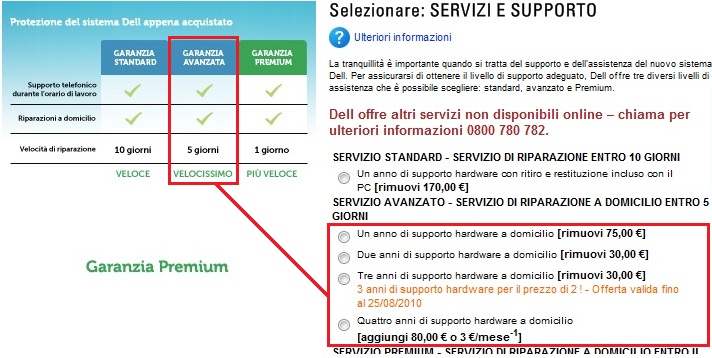 Protezione del sistema Dell appena acquistato
GARANZIA STANDARD
GARANZIA AVANZATA
GARANZIA PREMIUM
Supporto telefonico
durante l'orario di lavoro
Riparazioni a domicilio
Velocità di riparazione 10 giorni 5 giorni 1 giorno
VELOCE VELOCISSIMO PIÙ VELOCE
Garanzia Premium
Selezionare: SERVIZI E SUPPORTO
? Ulteriori informazioni
La tranquillità è importante quando si tratta del supporto e dell'assistenza del nuovo sistema
Dell. Per assicurarsi di ottenere il livello di supporto adeguato, Dell offre tre diversi livelli di
assistenza che è possibile scegliere: standard, avanzato e Premium.
Dell offre altri servizi non disponibili online – chiama per
ulteriori informazioni 0800 780 782.
SERVIZIO STANDARD - SERVIZIO DI RIPARAZIONE ENTRO 10 GIORNI
Un anno di supporto hardware con ritiro e restituzione incluso con il
PC [rimuovi 170,00 €]
SERVIZIO AVANZATO - SERVIZIO DI RIPARAZIONE A DOMICILIO ENTRO 5
GIORNI
Un anno di supporto hardware a domicilio [rimuovi 75,00 €]
Due anni di supporto hardware a domicilio [rimuovi 30,00 €]
Tre anni di supporto hardware a domicilio [rimuovi 30,00 €]
3 anni di supporto hardware per il prezzo di 2 ! - Offerta valida fino
al 25/08/2010
Quattro anni di supporto hardware a domicilio
[aggiungi 80,00 € o 3 €/mese-1]
SERVIZIO PREMIUM - SERVIZIO DI RIPARAZIONE A DOMICILIO ENTRO IL